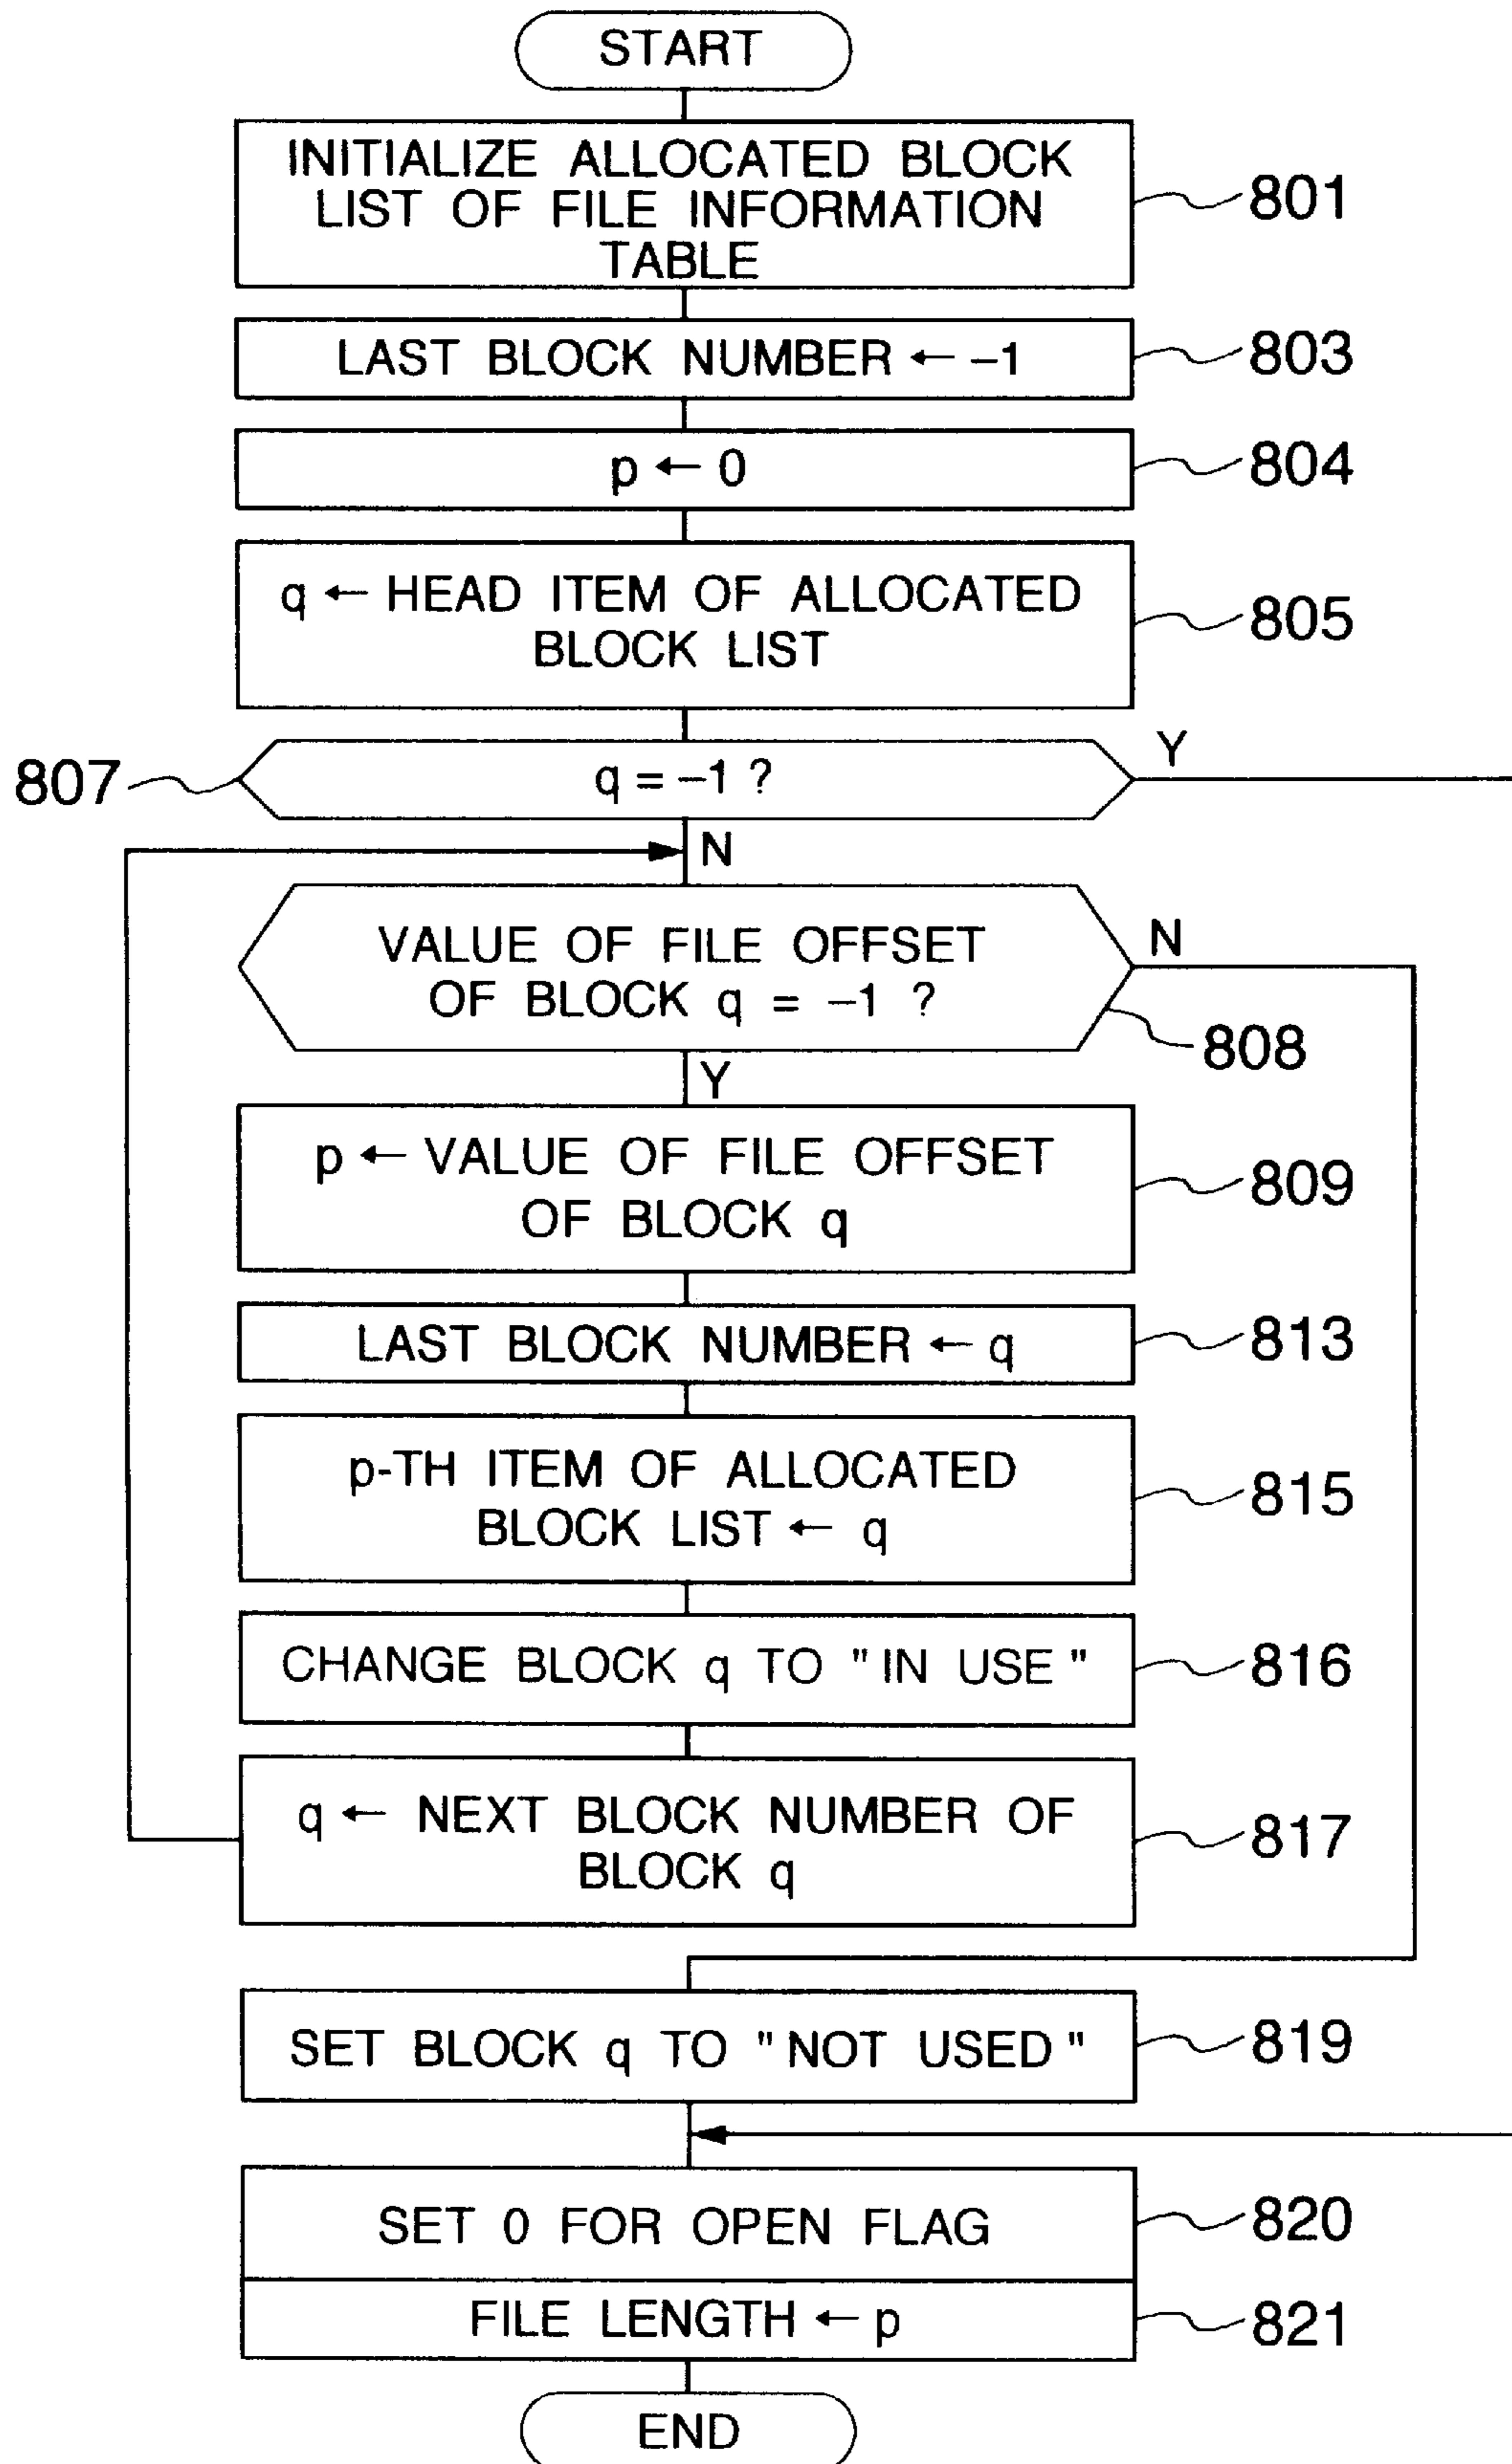 START
INITIALIZE ALLOCATED BLOCK
LIST OF FILE INFORMATION
TABLE
801
LAST BLOCK NUMBER ← –1
803
p ← 0
804
q ← HEAD ITEM OF ALLOCATED
BLOCK LIST
805
807
q = –1 ?
Y
N
VALUE OF FILE OFFSET
OF BLOCK q = –1 ?
N
808
Y
p ← VALUE OF FILE OFFSET
OF BLOCK q
809
LAST BLOCK NUMBER ← q
813
p-TH ITEM OF ALLOCATED
BLOCK LIST ← q
815
CHANGE BLOCK q TO "IN USE"
816
q ← NEXT BLOCK NUMBER OF
BLOCK q
817
SET BLOCK q TO "NOT USED"
819
SET 0 FOR OPEN FLAG
820
FILE LENGTH ← p
821
END